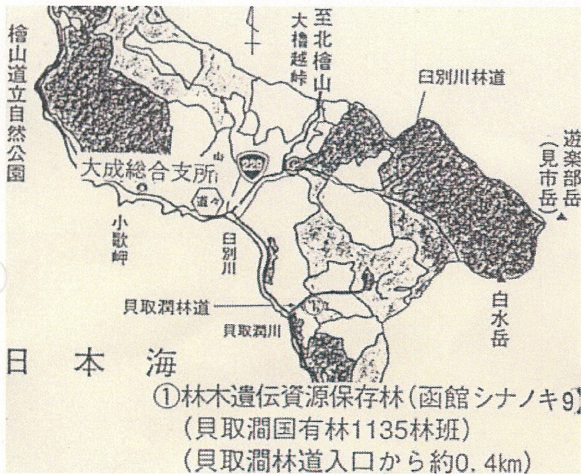 檜山道立自然公園
至北檜山
大櫓越峠
臼別川林道
遊楽部岳
(見市岳)
大成総合支所
229
道々
小歌岬
臼別川
貝取澗林道
①
貝取澗川
白水岳
日本海
①林木遺伝資源保存林(函館シナノキ9)
(貝取澗国有林1135林班)
(貝取澗林道入口から約0.4km)